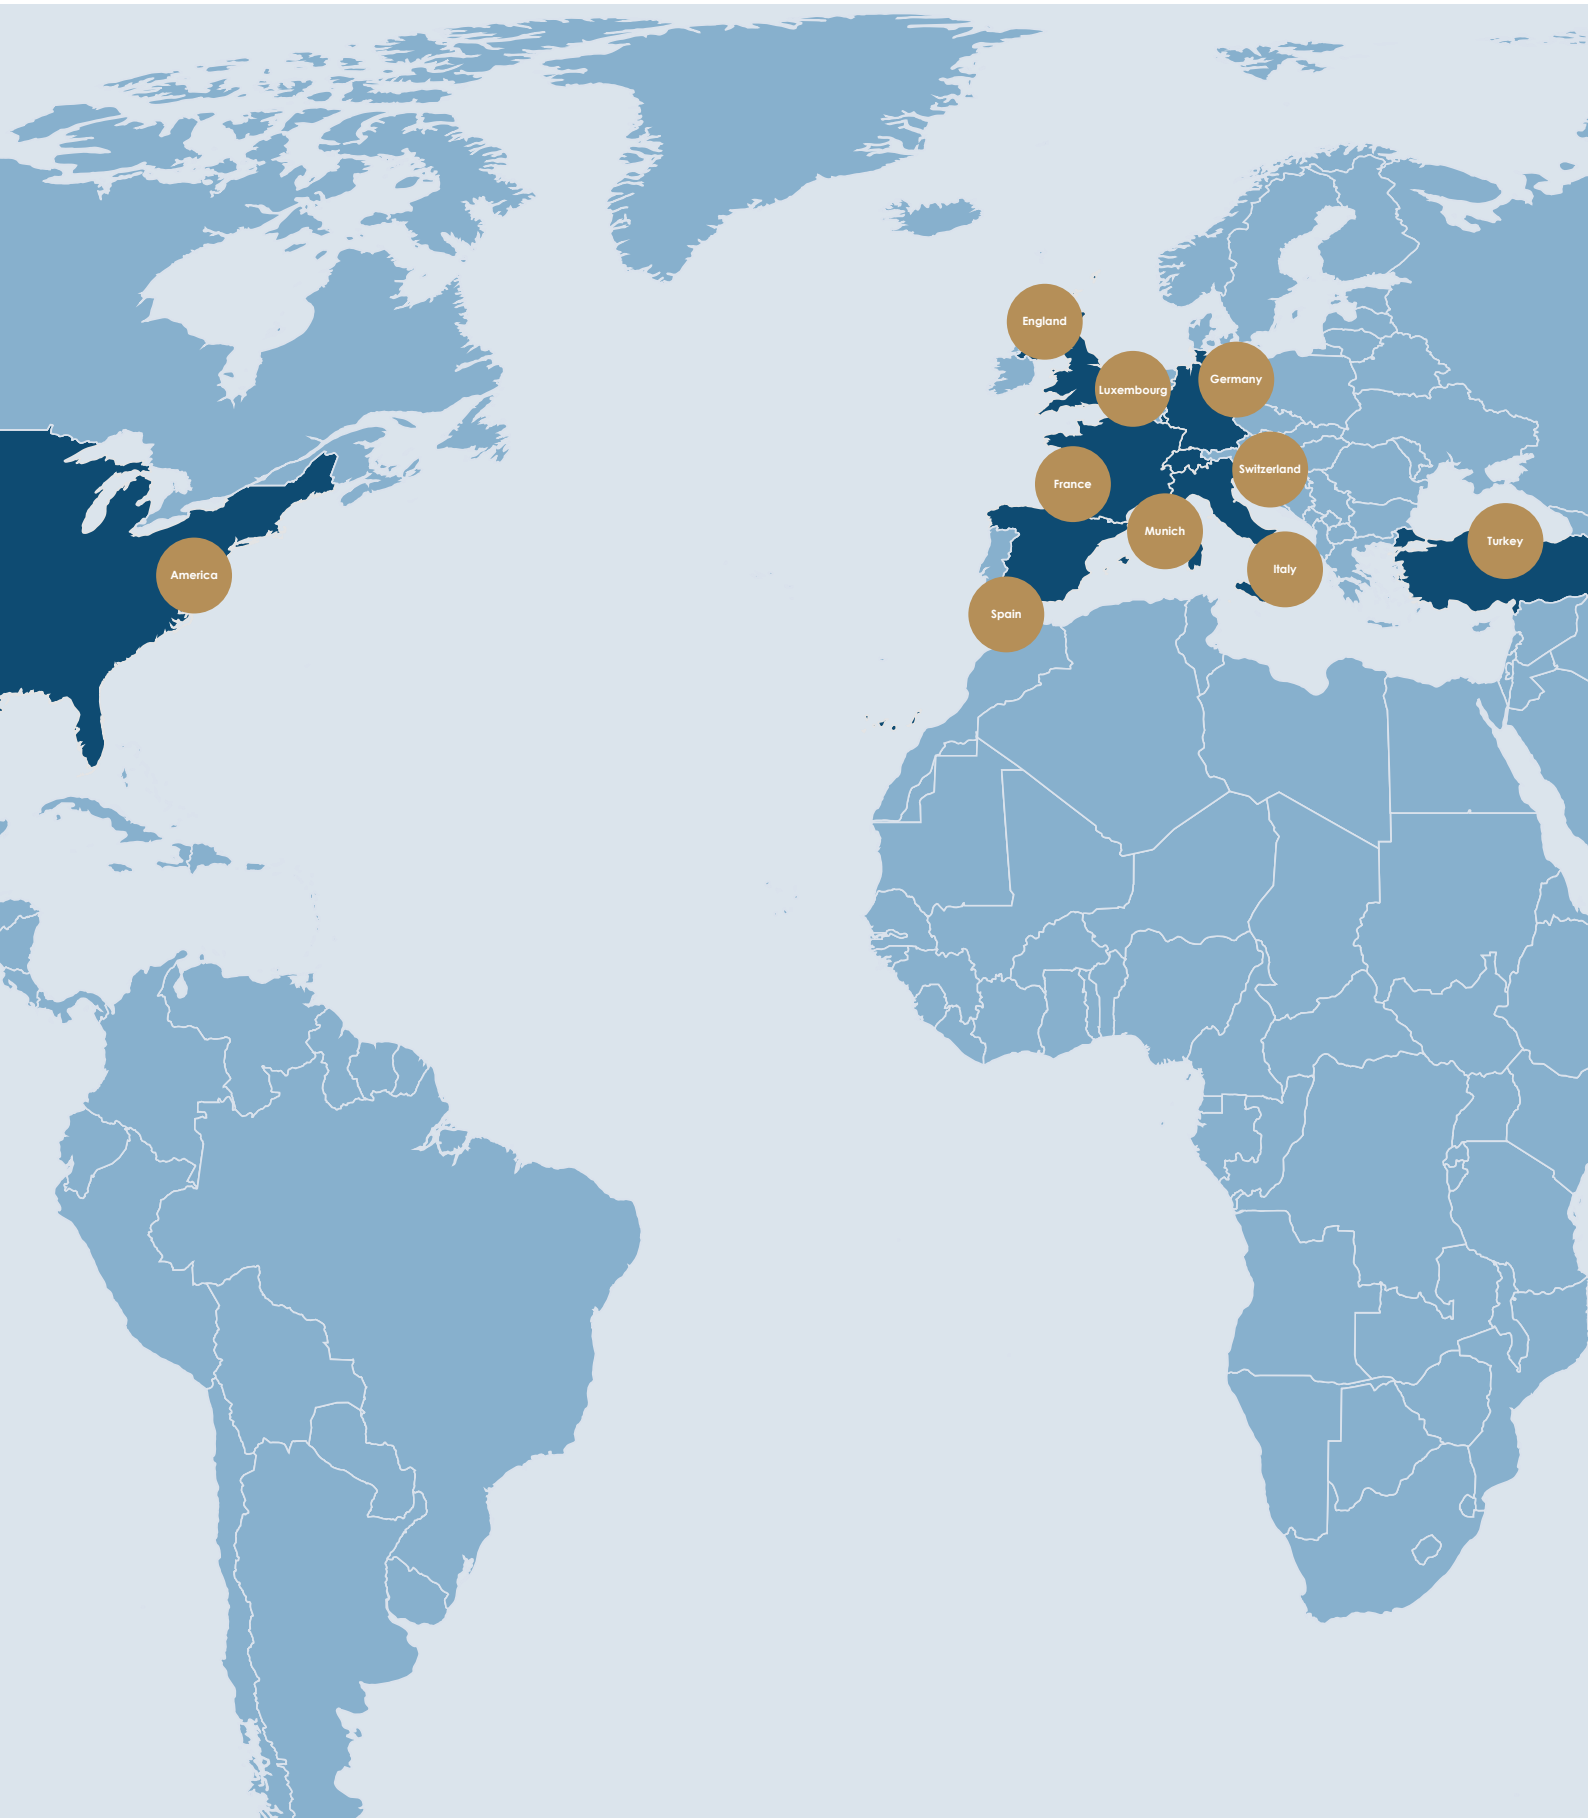 England
Germany
Luxembourg
Switzerland
France
Munich
Turkey
Italy
America
Spain